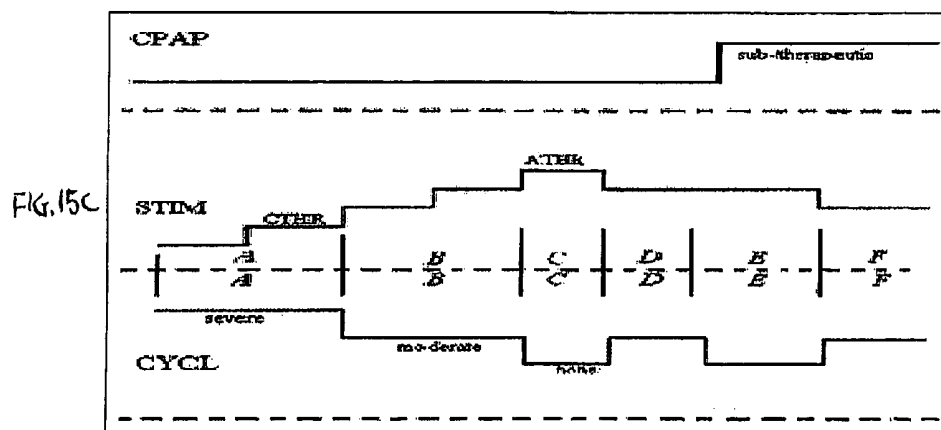 CPAP
sub-therapeutic
ATHR
FIG. 15C
STIM
CTHR
A B C D E F
A B C D E F
severe
moderate
none
CYCL